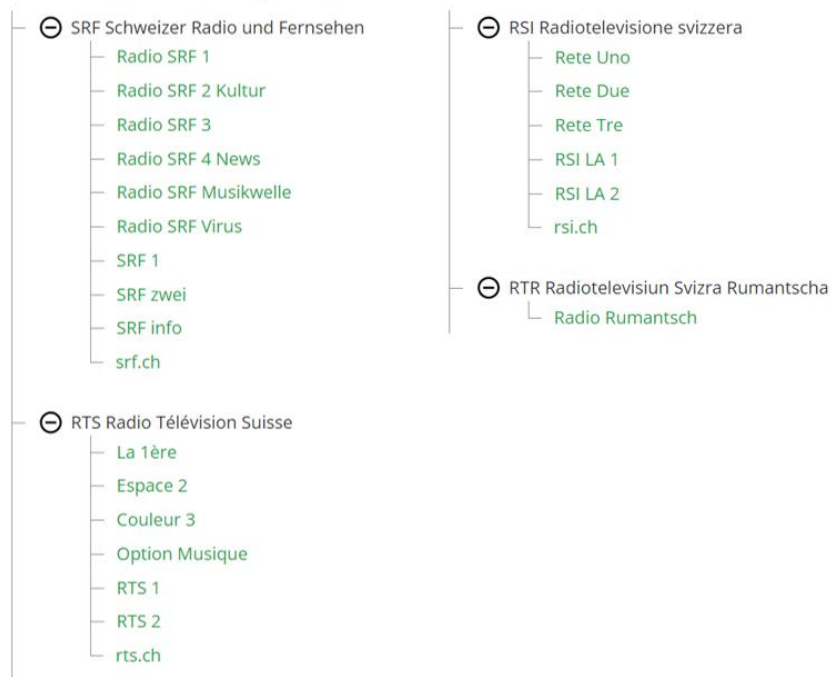 SRF Schweizer Radio und Fernsehen
Radio SRF 1
Radio SRF 2 Kultur
Radio SRF 3
Radio SRF 4 News
Radio SRF Musikwelle
Radio SRF Virus
SRF 1
SRF zwei
SRF info
srf.ch
RTS Radio Télévision Suisse
La 1ère
Espace 2
Couleur 3
Option Musique
RTS 1
RTS 2
rts.ch
RSI Radiotelevisione svizzera
Rete Uno
Rete Due
Rete Tre
RSI LA 1
RSI LA 2
rsi.ch
RTR Radiotelevisiun Svizra Rumantscha
Radio Rumantsch